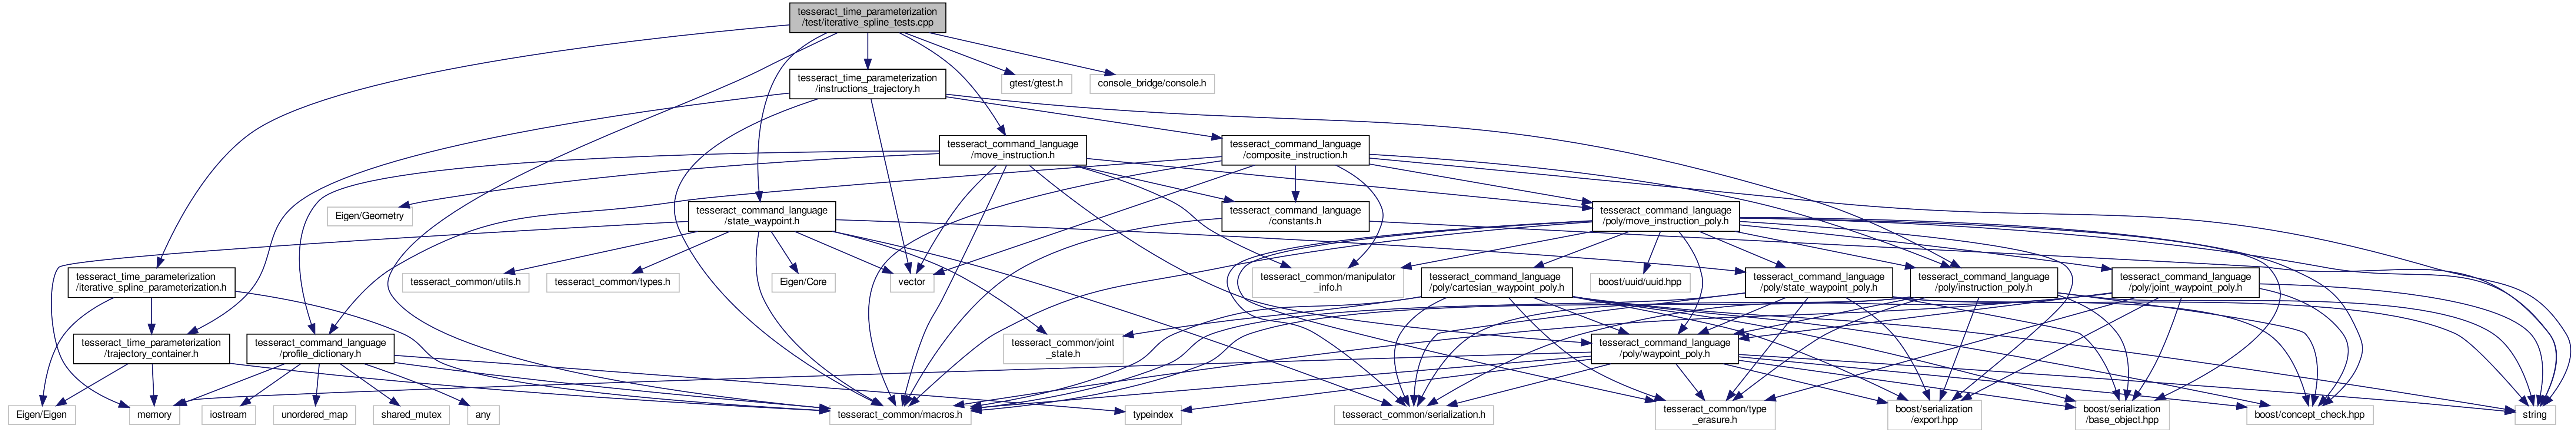 tesseract_time_parameterization
/test/iterative_spline_tests.cpp
tesseract_time_parameterization
/instructions_trajectory.h
gtest/gtest.h
console_bridge/console.h
tesseract_command_language
/move_instruction.h
tesseract_command_language
/composite_instruction.h
Eigen/Geometry
tesseract_command_language
/state_waypoint.h
tesseract_command_language
/constants.h
tesseract_command_language
/poly/move_instruction_poly.h
tesseract_time_parameterization
/iterative_spline_parameterization.h
tesseract_common/utils.h
tesseract_common/types.h
Eigen/Core
vector
tesseract_common/manipulator
_info.h
tesseract_command_language
/poly/cartesian_waypoint_poly.h
boost/uuid/uuid.hpp
tesseract_command_language
/poly/state_waypoint_poly.h
tesseract_command_language
/poly/instruction_poly.h
tesseract_command_language
/poly/joint_waypoint_poly.h
tesseract_time_parameterization
/trajectory_container.h
tesseract_command_language
/profile_dictionary.h
tesseract_common/joint
_state.h
tesseract_command_language
/poly/waypoint_poly.h
Eigen/Eigen
memory
iostream
unordered_map
shared_mutex
any
tesseract_common/macros.h
typeindex
tesseract_common/serialization.h
tesseract_common/type
_erasure.h
boost/serialization
/export.hpp
boost/serialization
/base_object.hpp
boost/concept_check.hpp
string